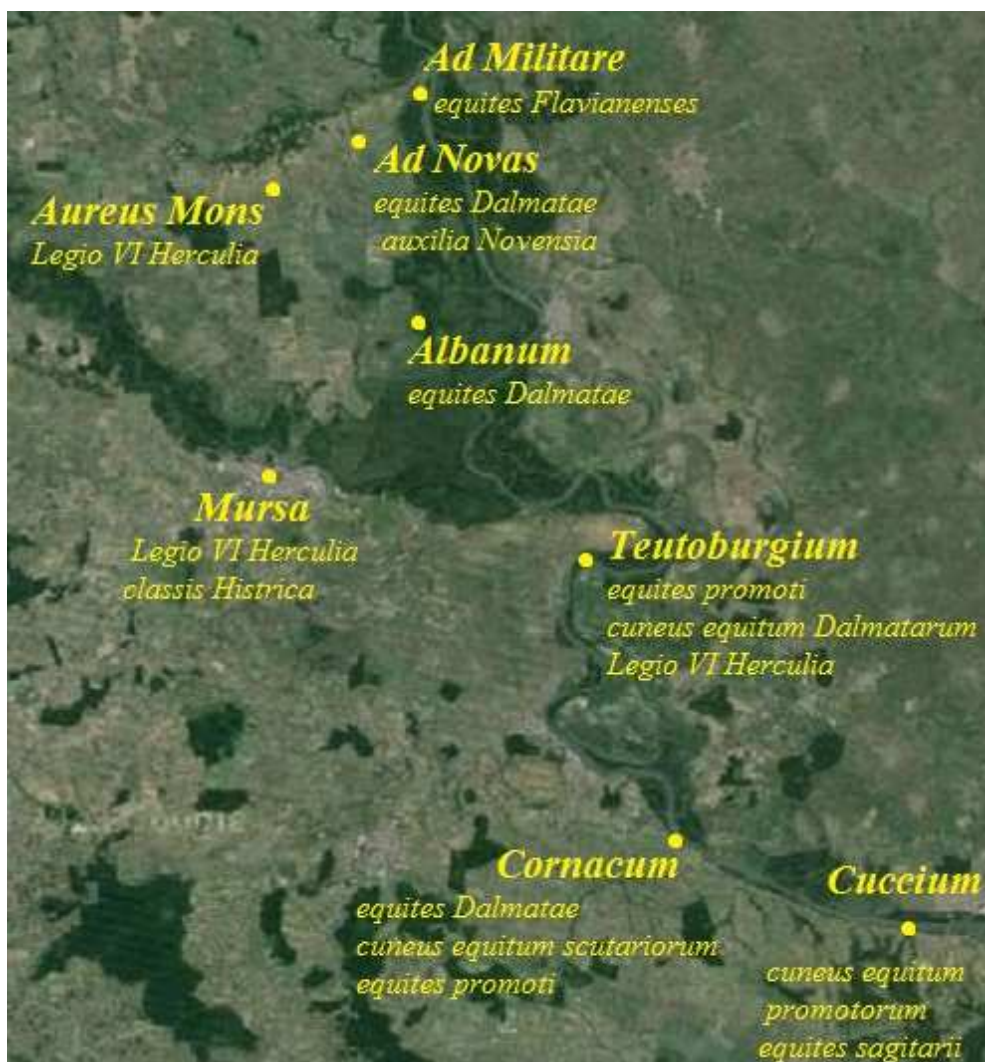 Ad Militare
equites Flavianenses
Ad Novas
equites Dalmatae
auxilia Novensia
Aureus Mons
Legio VI Herculia
Albanum
equites Dalmatae
Mursa
Legio VI Herculia
classis Histrica
Teutoburgium
equites promoti
cuneus equitum Dalmatarum
Legio VI Herculia
Cornacum
equites Dalmatae
cuneus equitum scutariorum
equites promoti
Cuccium
cuneus equitum
promotorum
equites sagitarii